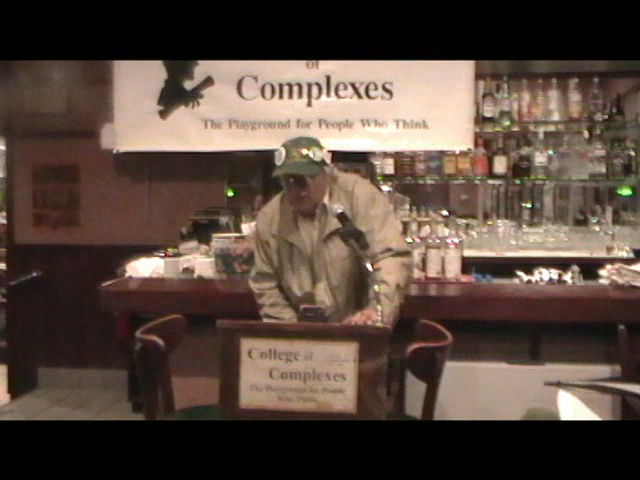 of
Complexes
The Playground for People Who Think
College of
Complexes
The Playground for People
Who Think